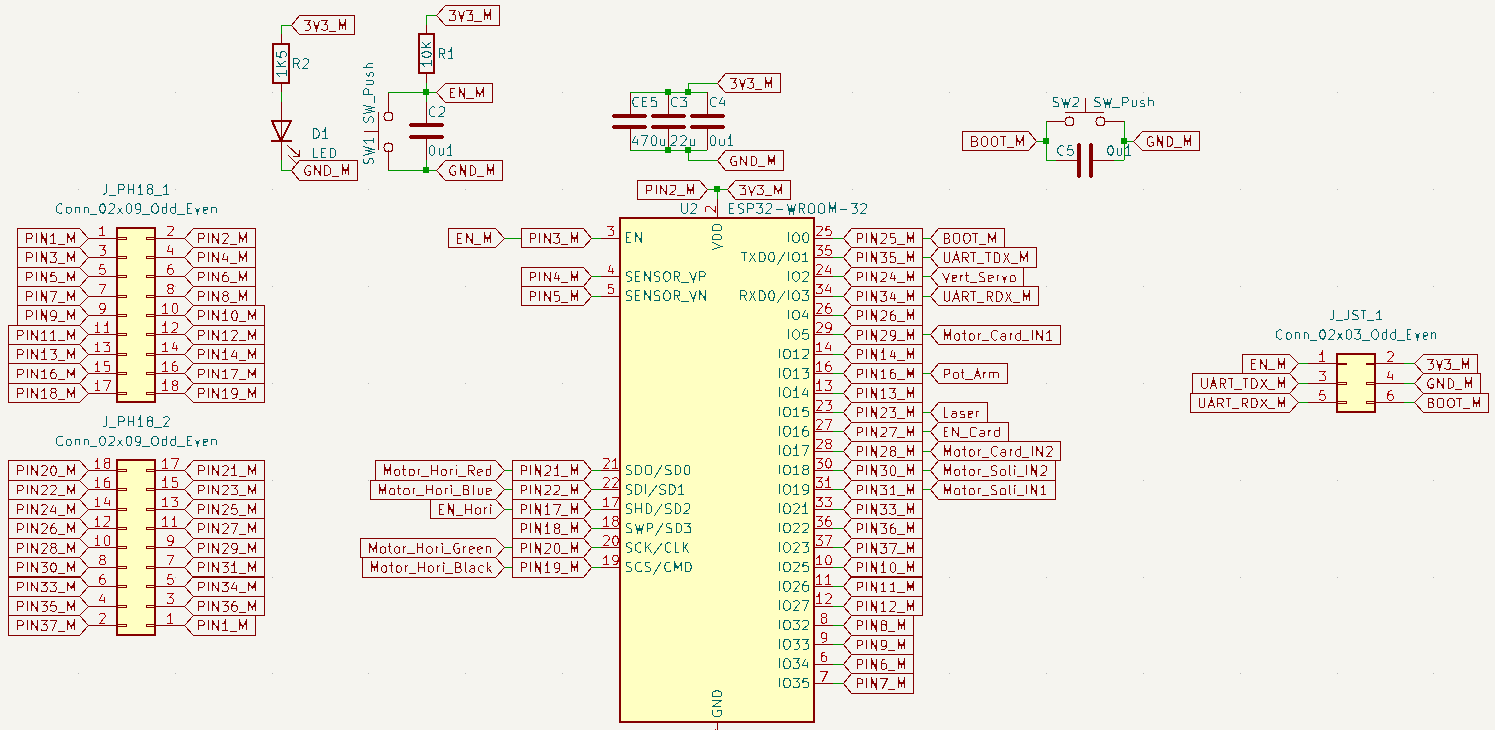 3V3_M
1K5 R2
D1
LED
GND_M
3V3_M
10K R1
EN_M
SW1 SW_Push
C2
0u1
GND_M
3V3_M
CE5 C3 C4
470u 22u 0u1
GND_M
SW2 SW_Push
BOOT_M GND_M
C5 0u1
J_PH18_1
Conn_02x09_Odd_Even
PIN1_M 1 2 PIN2_M
PIN3_M 3 4 PIN4_M
PIN5_M 5 6 PIN6_M
PIN7_M 7 8 PIN8_M
PIN9_M 9 10 PIN10_M
PIN11_M 11 12 PIN12_M
PIN13_M 13 14 PIN14_M
PIN16_M 15 16 PIN17_M
PIN18_M 17 18 PIN19_M
J_PH18_2
Conn_02x09_Odd_Even
PIN20_M 18 17 PIN21_M
PIN22_M 16 15 PIN23_M
PIN24_M 14 13 PIN25_M
PIN26_M 12 11 PIN27_M
PIN28_M 10 9 PIN29_M
PIN30_M 8 7 PIN31_M
PIN33_M 6 5 PIN34_M
PIN35_M 4 3 PIN36_M
PIN37_M 2 1 PIN1_M
PIN2_M 3V3_M
U2 2 ESP32-WROOM-32
VDD
EN_M PIN3_M 3 EN
PIN4_M 4 SENSOR_VP
PIN5_M 5 SENSOR_VN
Motor_Hori_Red PIN21_M 21 SDO/SD0
Motor_Hori_Blue PIN22_M 22 SDI/SD1
EN_Hori PIN17_M 17 SHD/SD2
PIN18_M 18 SWP/SD3
Motor_Hori_Green PIN20_M 20 SCK/CLK
Motor_Hori_Black PIN19_M 19 SCS/CMD
IO0 25 PIN25_M BOOT_M
TXD0/IO1 35 PIN35_M UART_TDX_M
IO2 24 PIN24_M Vert_Servo
RXD0/IO3 34 PIN34_M UART_RDX_M
IO4 26 PIN26_M
IO5 29 PIN29_M Motor_Card_IN1
IO12 14 PIN14_M
IO13 16 PIN16_M Pot_Arm
IO14 13 PIN13_M
IO15 23 PIN23_M Laser
IO16 27 PIN27_M EN_Card
IO17 28 PIN28_M Motor_Card_IN2
IO18 30 PIN30_M Motor_Soli_IN2
IO19 31 PIN31_M Motor_Soli_IN1
IO21 33 PIN33_M
IO22 36 PIN36_M
IO23 37 PIN37_M
IO25 10 PIN10_M
IO26 11 PIN11_M
IO27 12 PIN12_M
IO32 8 PIN8_M
IO33 9 PIN9_M
IO34 6 PIN6_M
IO35 7 PIN7_M
GND
J_JST_1
Conn_02x03_Odd_Even
EN_M 1 2 3V3_M
UART_TDX_M 3 4 GND_M
UART_RDX_M 5 6 BOOT_M